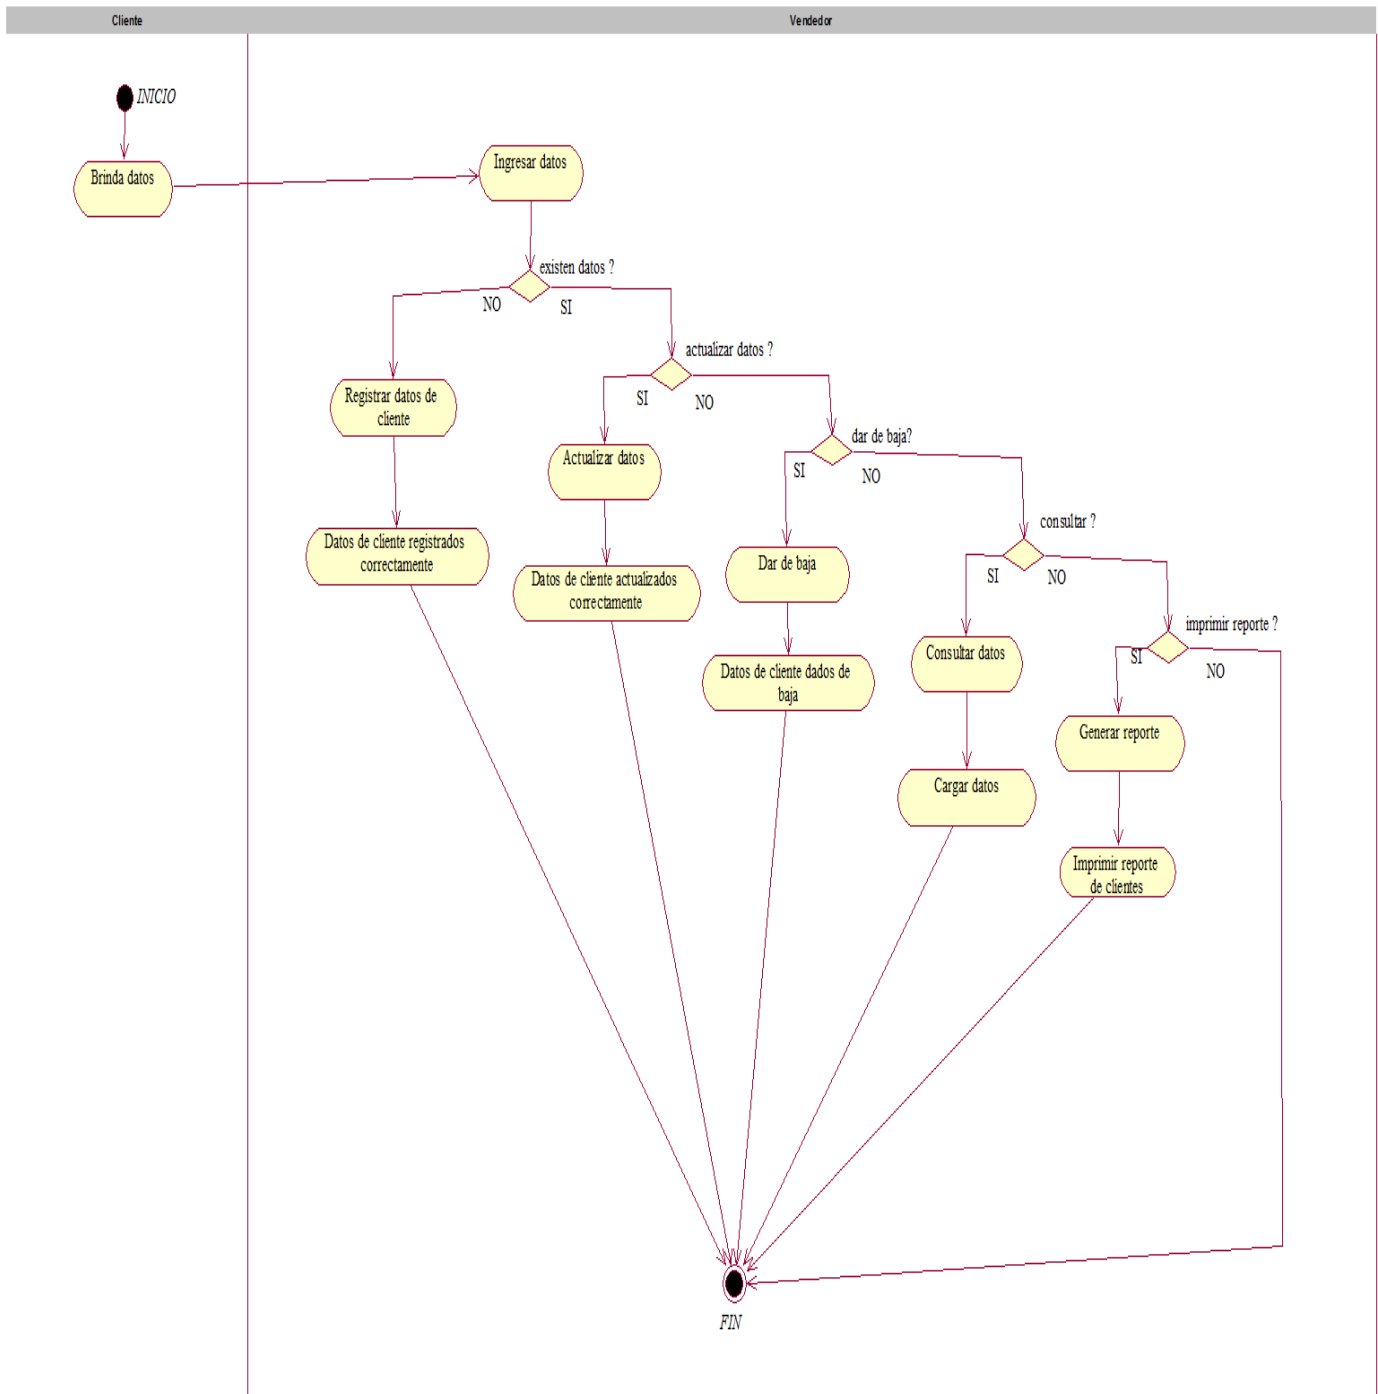 Cliente
Vendedor
INICIO
Brinda datos
Ingresar datos
existen datos ?
NO
SI
actualizar datos ?
SI
NO
Registrar datos de
cliente
dar de baja?
SI
NO
Actualizar datos
consultar ?
SI
NO
Datos de cliente registrados
correctamente
Dar de baja
Datos de cliente actualizados
correctamente
imprimir reporte ?
SI
NO
Consultar datos
Datos de cliente dados de
baja
Generar reporte
Cargar datos
Imprimir reporte
de clientes
FIN